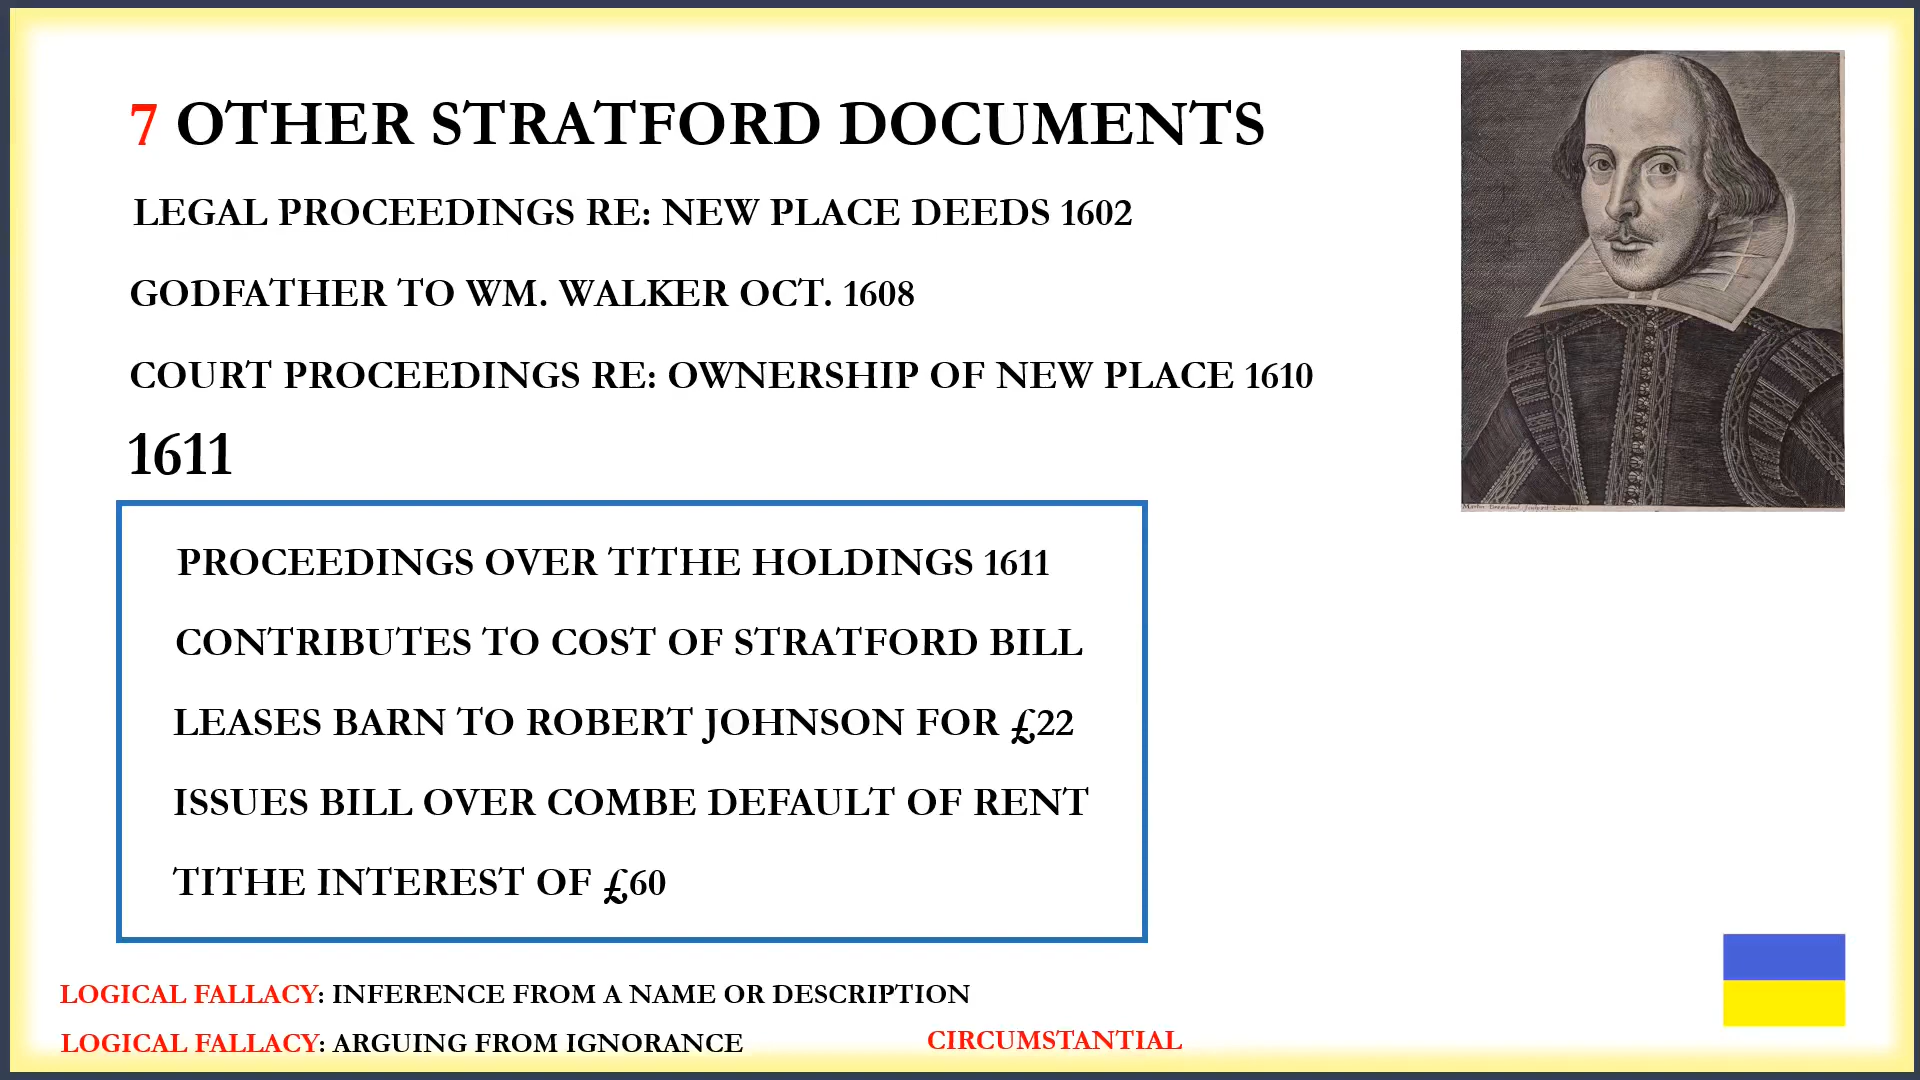 7 OTHER STRATFORD DOCUMENTS
LEGAL PROCEEDINGS RE: NEW PLACE DEEDS 1602
GODFATHER TO WM. WALKER OCT. 1608
COURT PROCEEDINGS RE: OWNERSHIP OF NEW PLACE 1610
1611
PROCEEDINGS OVER TITHE HOLDINGS 1611
CONTRIBUTES TO COST OF STRATFORD BILL
LEASES BARN TO ROBERT JOHNSON FOR £22
ISSUES BILL OVER COMBE DEFAULT OF RENT
TITHE INTEREST OF £60
LOGICAL FALLACY: INFERENCE FROM A NAME OR DESCRIPTION
LOGICAL FALLACY: ARGUING FROM IGNORANCE
CIRCUMSTANTIAL